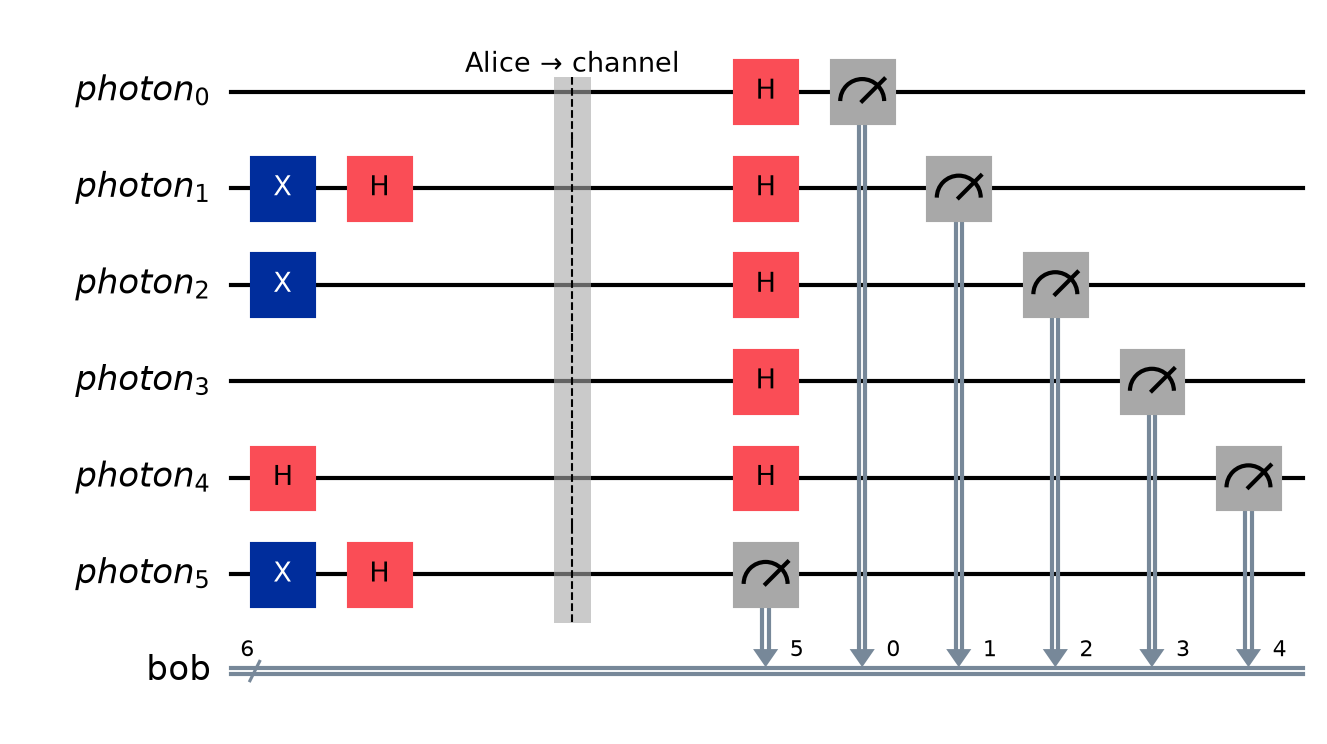 Alice → channel
photon0 H
photon1 X H H
photon2 X H
photon3 H
photon4 H H
photon5 X H
bob 6 5 0 1 2 3 4